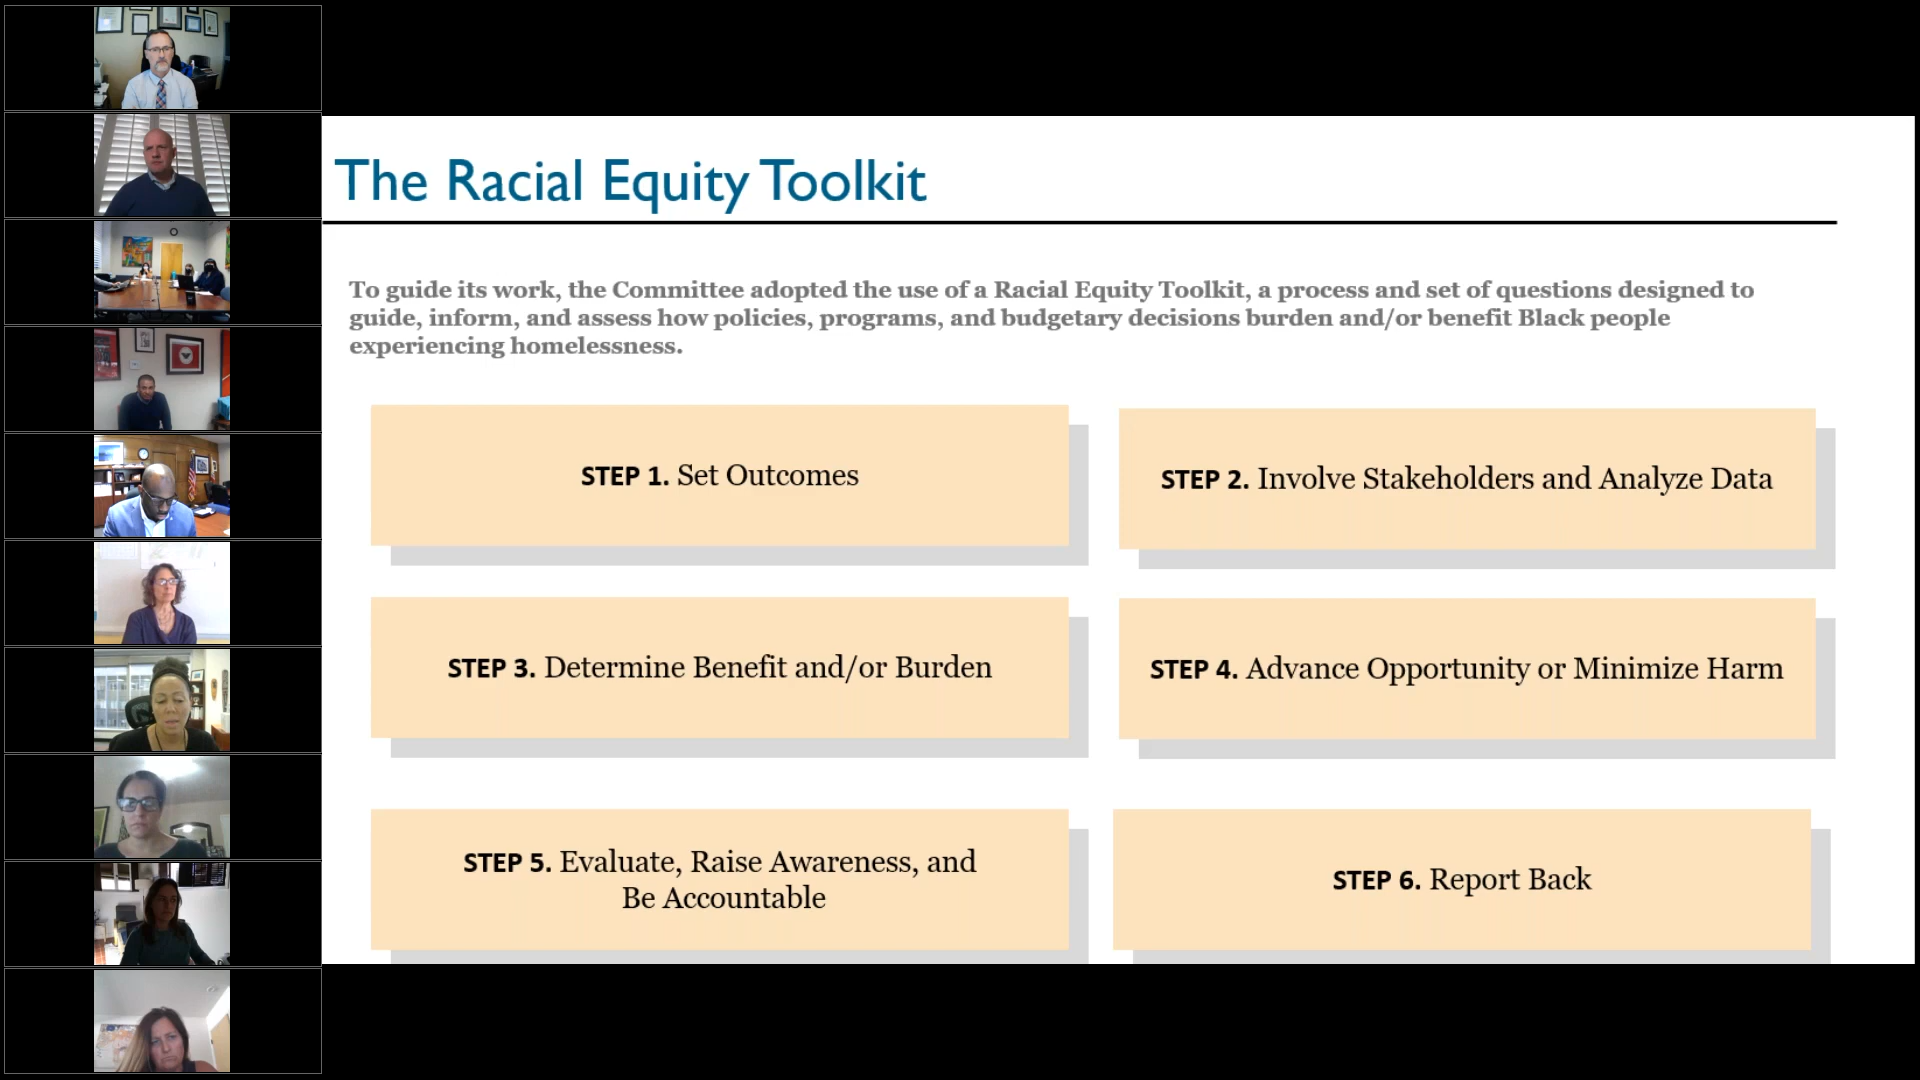 The Racial Equity Toolkit
To guide its work, the Committee adopted the use of a Racial Equity Toolkit, a process and set of questions designed to
guide, inform, and assess how policies, programs, and budgetary decisions burden and/or benefit Black people
experiencing homelessness.
STEP 1. Set Outcomes
STEP 2. Involve Stakeholders and Analyze Data
STEP 3. Determine Benefit and/or Burden
STEP 4. Advance Opportunity or Minimize Harm
STEP 5. Evaluate, Raise Awareness, and
Be Accountable
STEP 6. Report Back